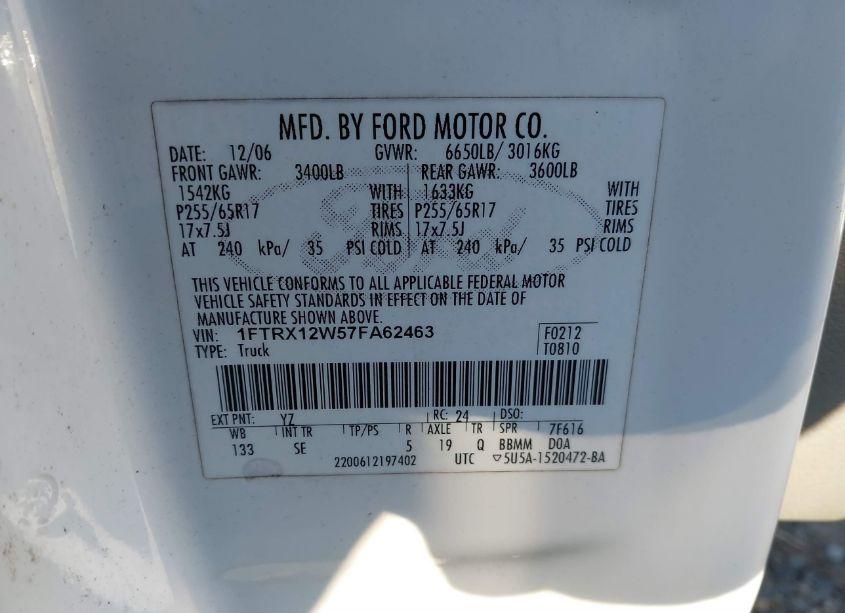 MFD. BY FORD MOTOR CO.
DATE: 12/06 GVWR: 6650LB/ 3016KG
FRONT GAWR: 3400LB REAR GAWR: 3600LB
1542KG WITH 1633KG WITH
P255/65R17 TIRES P255/65R17 TIRES
17x7.5J RIMS 17x7.5J RIMS
AT 240 kPa/ 35 PSI COLD AT 240 kPa/ 35 PSI COLD
Ford
THIS VEHICLE CONFORMS TO ALL APPLICABLE FEDERAL MOTOR
VEHICLE SAFETY STANDARDS IN EFFECT ON THE DATE OF
MANUFACTURE SHOWN ABOVE.
VIN: 1FTRX12W57FA62463 F0212
TYPE: Truck T0810
EXT PNT: YZ RC: 24 DSO:
WB INT TR TP/PS R AXLE TR SPR 7F616
133 SE 5 19 Q BBMM DOA
2200612197402 UTC ▽5U5A-1520472-BA